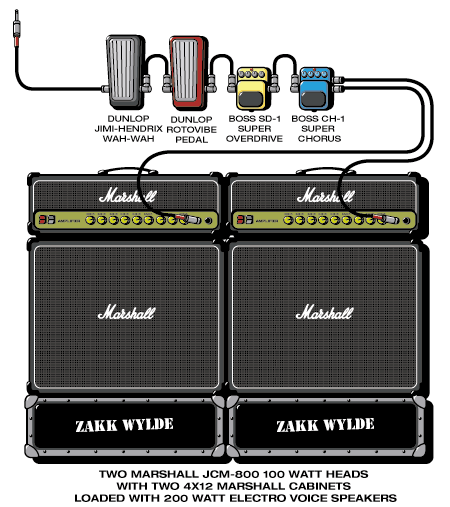 DUNLOP
JIMI-HENDRIX
WAH-WAH
DUNLOP
ROTOVIBE
PEDAL
BOSS SD-1
SUPER
OVERDRIVE
BOSS CH-1
SUPER
CHORUS
Marshall
Marshall
AMPLIFIER
AMPLIFIER
Marshall
Marshall
ZAKK WYLDE
ZAKK WYLDE
TWO MARSHALL JCM-800 100 WATT HEADS
WITH TWO 4X12 MARSHALL CABINETS
LOADED WITH 200 WATT ELECTRO VOICE SPEAKERS